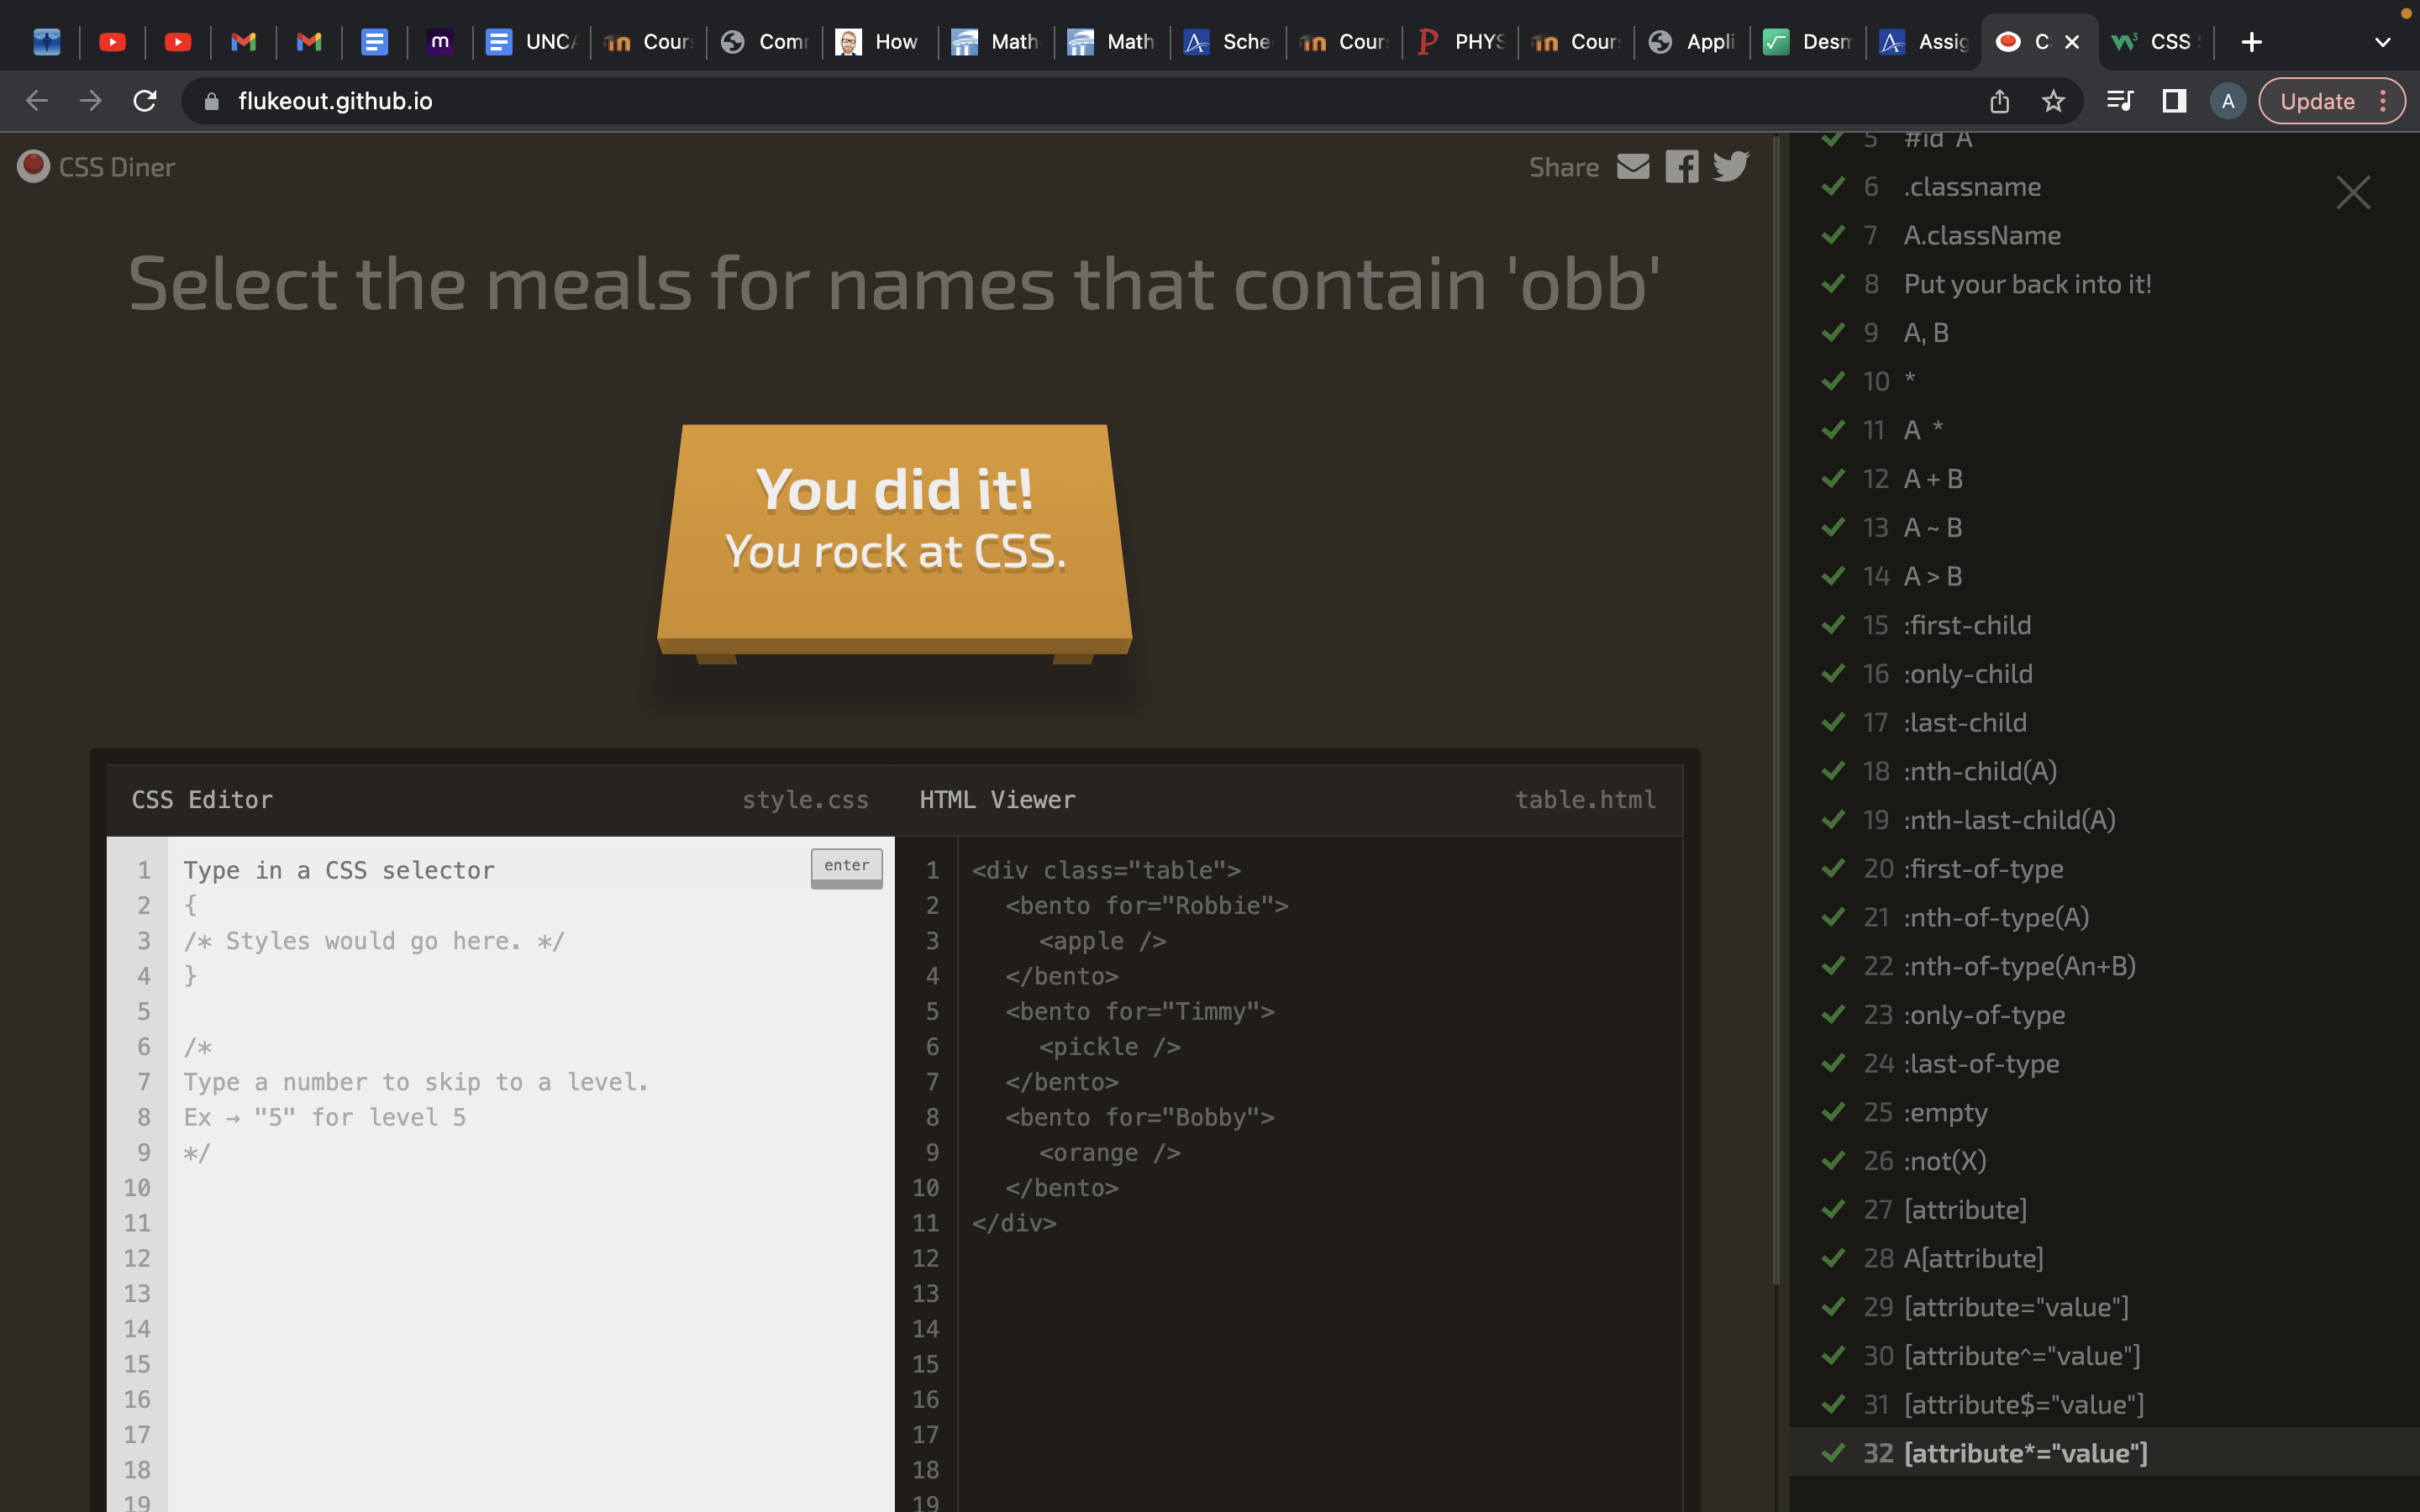 UNCA
Cour
Com
How
Math
Math
Sche
Cour
PHYS
Cour
Appli
Desm
Assig
C
CSS
flukeout.github.io
A
Update
CSS Diner
Share
Select the meals for names that contain 'obb'
You did it!
You rock at CSS.
CSS Editor style.css
1 Type in a CSS selector
enter
2 {
3 /* Styles would go here. */
4 }
5
6 /*
7 Type a number to skip to a level.
8 Ex → "5" for level 5
9 */
10
11
12
13
14
15
16
17
18
19
HTML Viewer table.html
1 <div class="table">
2 <bento for="Robbie">
3 <apple />
4 </bento>
5 <bento for="Timmy">
6 <pickle />
7 </bento>
8 <bento for="Bobby">
9 <orange />
10 </bento>
11 </div>
12
13
14
15
16
17
18
19
5 #id A
6 .classname
7 A.className
8 Put your back into it!
9 A, B
10 *
11 A *
12 A + B
13 A ~ B
14 A > B
15 :first-child
16 :only-child
17 :last-child
18 :nth-child(A)
19 :nth-last-child(A)
20 :first-of-type
21 :nth-of-type(A)
22 :nth-of-type(An+B)
23 :only-of-type
24 :last-of-type
25 :empty
26 :not(X)
27 [attribute]
28 A[attribute]
29 [attribute="value"]
30 [attribute^="value"]
31 [attribute$="value"]
32 [attribute*="value"]